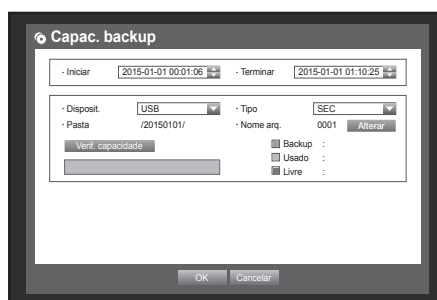 Capac. backup
· Iniciar 2015-01-01 00:01:06 · Terminar 2015-01-01 01:10:25
· Disposit. USB · Tipo SEC
· Pasta /20150101/ · Nome arq. 0001 Alterar
Verif. capacidade Backup :
Usado :
Livre :
OK Cancelar